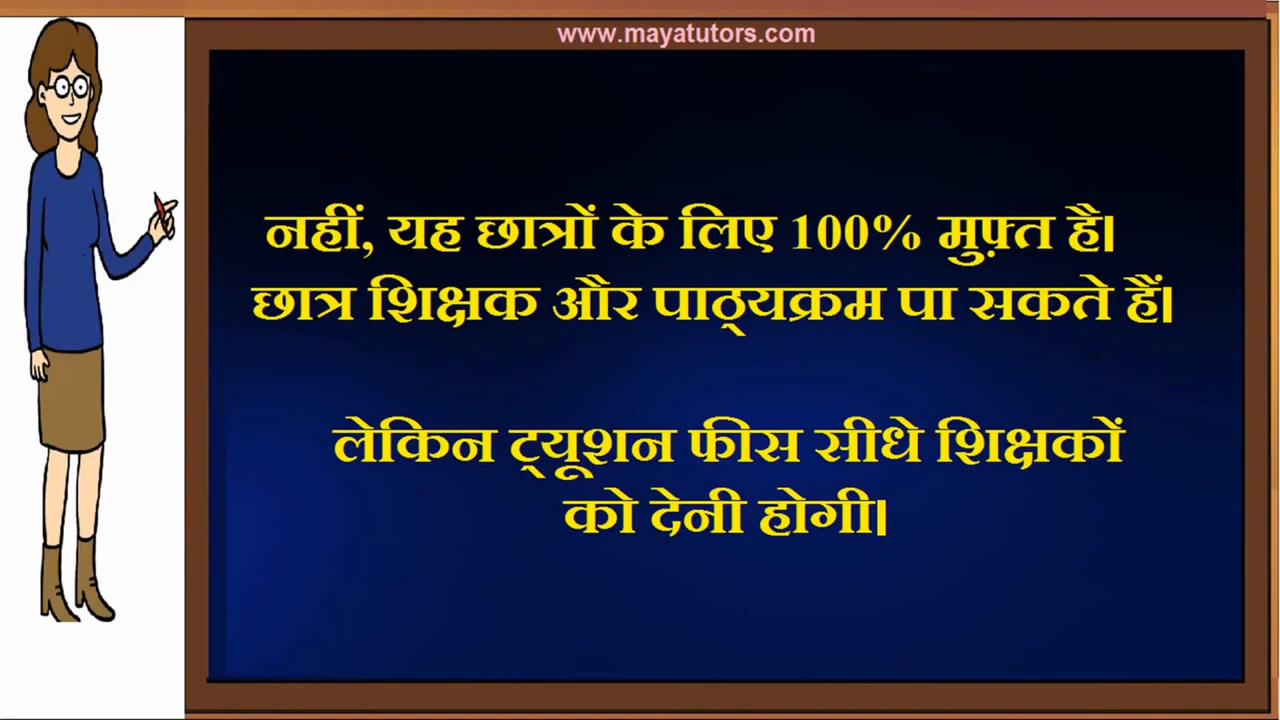 www.mayatutors.com
नहीं, यह छात्रों के लिए 100% मुफ़्त है।
छात्र शिक्षक और पाठ्यक्रम पा सकते हैं।
लेकिन ट्यूशन फीस सीधे शिक्षकों
को देनी होगी।